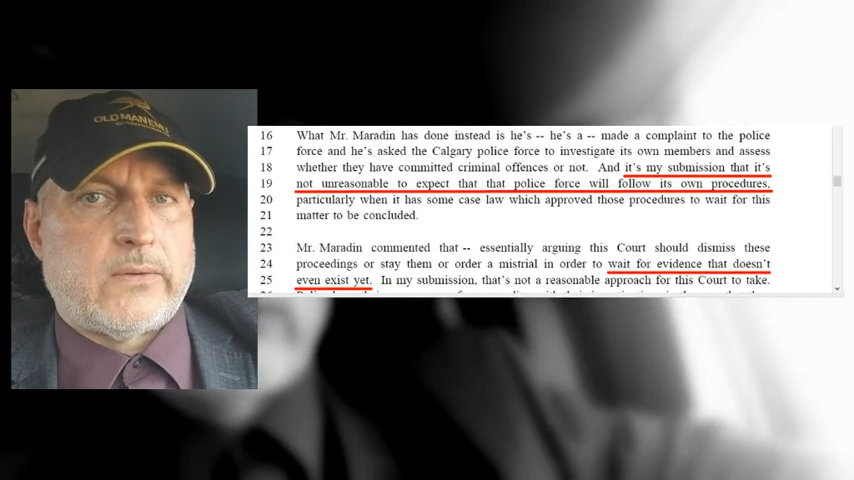 OLD MAN EMU
16 What Mr. Maradin has done instead is he's -- he's a -- made a complaint to the police
17 force and he's asked the Calgary police force to investigate its own members and assess
18 whether they have committed criminal offences or not. And it's my submission that it's
19 not unreasonable to expect that that police force will follow its own procedures,
20 particularly when it has some case law which approved those procedures to wait for this
21 matter to be concluded.
22
23 Mr. Maradin commented that -- essentially arguing this Court should dismiss these
24 proceedings or stay them or order a mistrial in order to wait for evidence that doesn't
25 even exist yet. In my submission, that's not a reasonable approach for this Court to take.